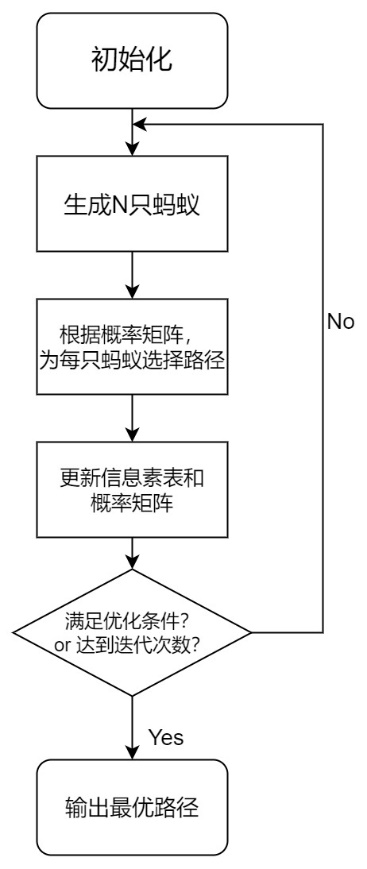 初始化
生成N只蚂蚁
根据概率矩阵，
为每只蚂蚁选择路径
No
更新信息素表和
概率矩阵
满足优化条件？
or 达到迭代次数？
Yes
输出最优路径